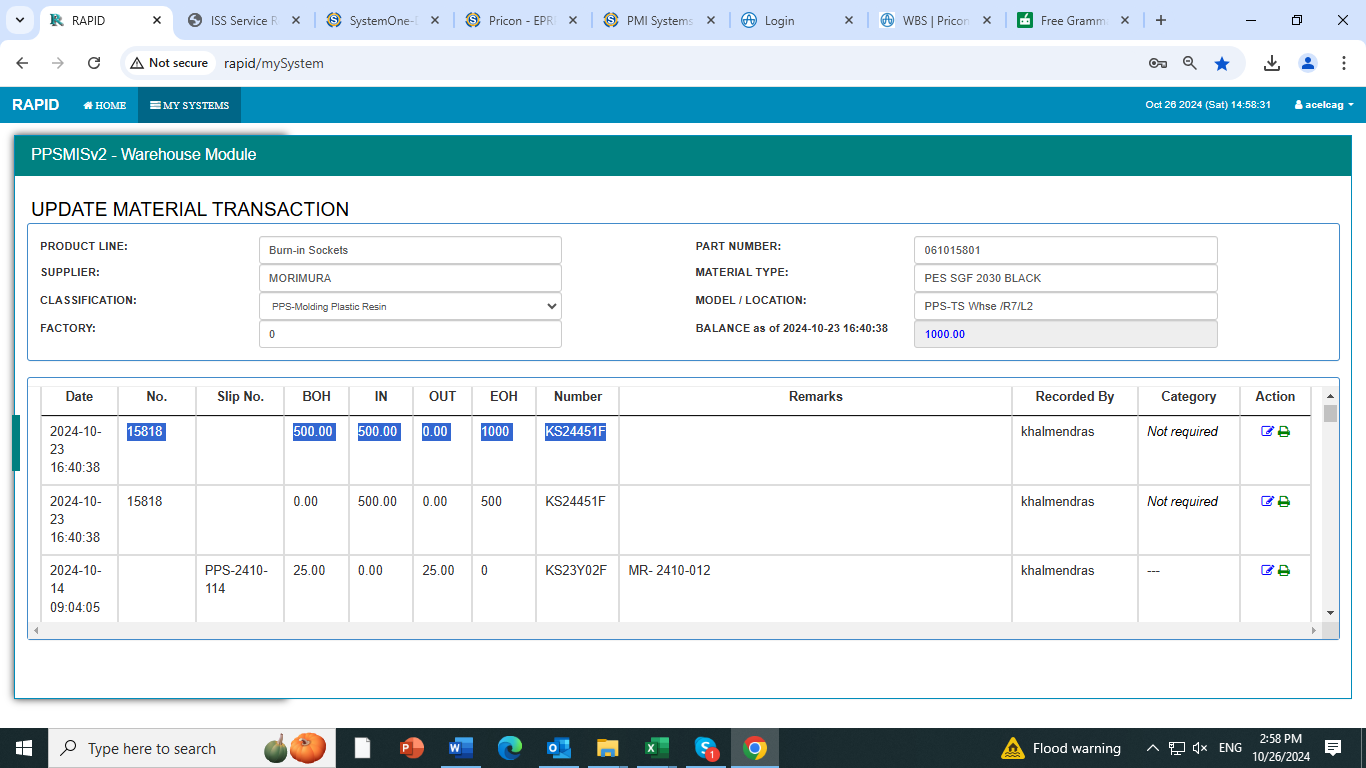 RAPID
ISS Service R
SystemOne-
Pricon - EPR
PMI Systems
Login
WBS | Pricon
Free Gramma
Not secure
rapid/mySystem
RAPID
HOME
MY SYSTEMS
Oct 26 2024 (Sat) 14:58:31
acelcag
PPSMISv2 - Warehouse Module
UPDATE MATERIAL TRANSACTION
PRODUCT LINE: Burn-in Sockets
PART NUMBER: 061015801
SUPPLIER: MORIMURA
MATERIAL TYPE: PES SGF 2030 BLACK
CLASSIFICATION: PPS-Molding Plastic Resin
MODEL / LOCATION: PPS-TS Whse /R7/L2
FACTORY: 0
BALANCE as of 2024-10-23 16:40:38 1000.00
Date No. Slip No. BOH IN OUT EOH Number Remarks Recorded By Category Action
2024-10- 15818 500.00 500.00 0.00 1000 KS24451F khalmendras Not required
23
16:40:38
2024-10- 15818 0.00 500.00 0.00 500 KS24451F khalmendras Not required
23
16:40:38
2024-10- PPS-2410- 25.00 0.00 25.00 0 KS23Y02F MR- 2410-012 khalmendras ---
14 114
09:04:05
Type here to search
1
Flood warning
ENG
2:58 PM
10/26/2024